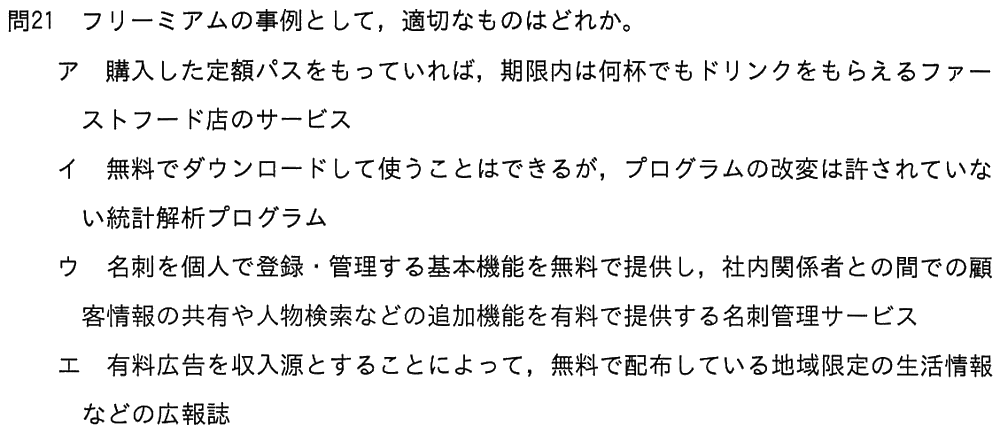 問21　フリーミアムの事例として，適切なものはどれか。
ア　購入した定額パスをもっていれば，期限内は何杯でもドリンクをもらえるファー
ストフード店のサービス
イ　無料でダウンロードして使うことはできるが，プログラムの改変は許されていな
い統計解析プログラム
ウ　名刺を個人で登録・管理する基本機能を無料で提供し，社内関係者との間での顧
客情報の共有や人物検索などの追加機能を有料で提供する名刺管理サービス
エ　有料広告を収入源とすることによって，無料で配布している地域限定の生活情報
などの広報誌